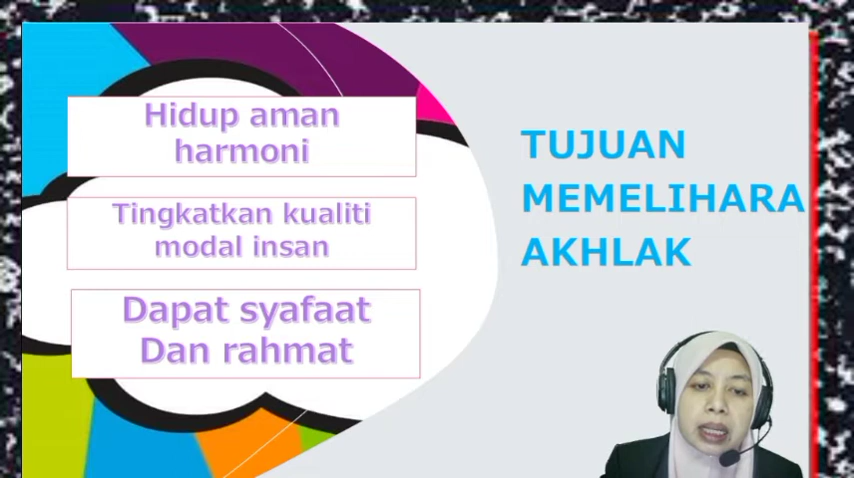 Hidup aman
harmoni
Tingkatkan kualiti
modal insan
Dapat syafaat
Dan rahmat
TUJUAN
MEMELIHARA
AKHLAK